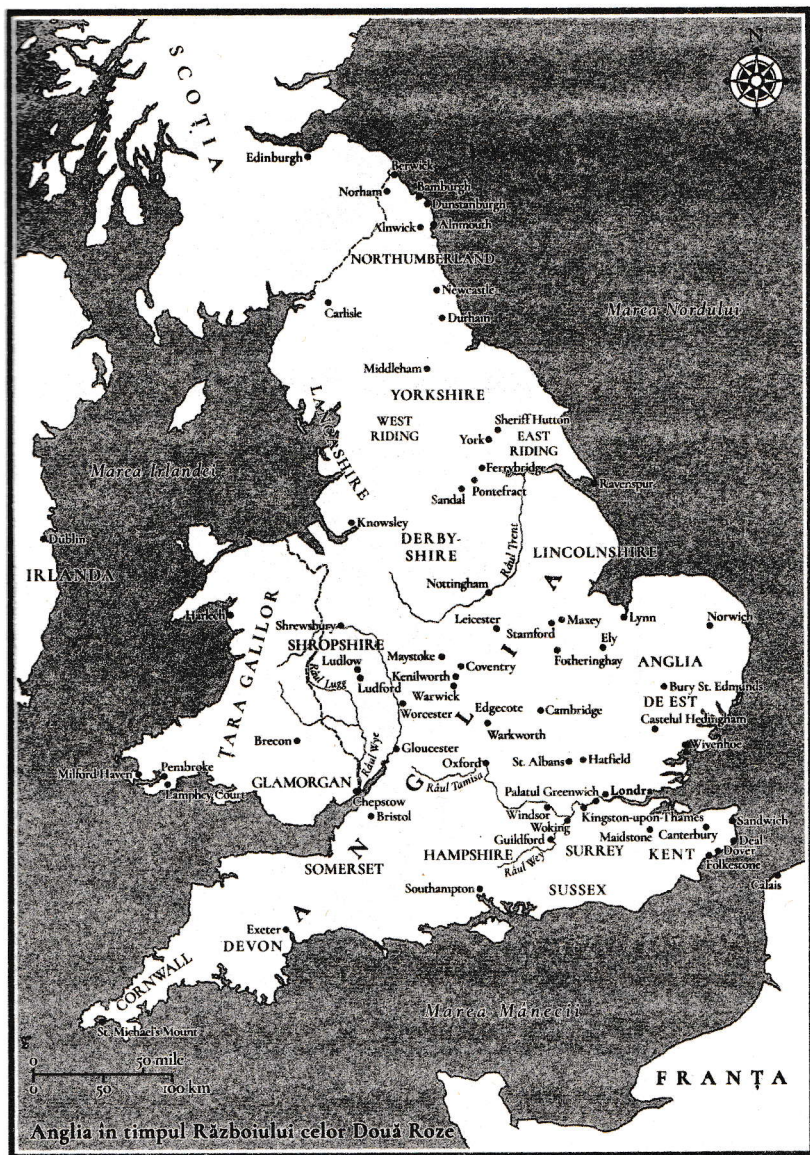 N
SCOȚIA
Edinburgh
Berwick
Bamburgh
Norham
Dunstanburgh
Alnwick
Alnmouth
NORTHUMBERLAND
Newcastle
Carlisle
Durham
Marea Nordului
Middleham
YORKSHIRE
LANCASHIRE
WEST
RIDING
Sheriff Hutton
York
EAST
RIDING
Marea Irlandei
Ferrybridge
Pontefract
Sandal
Ravenspur
Knowsley
Dublin
DERBY-
SHIRE
Râul Trent
LINCOLNSHIRE
IRLANDA
Nottingham
Harlech
ȚARA GALILOR
Shrewsbury
SHROPSHIRE
Leicester
Stamford
Maxey
Lynn
Norwich
Ely
Fotheringhay
Maystoke
Coventry
ANGLIA
DE EST
Ludlow
Râul Lugg
Ludford
Kenilworth
Warwick
Bury St. Edmunds
Worcester
Edgecote
Cambridge
Castelul Hedingham
Warkworth
Brecon
Râul Wye
Gloucester
Wivenhoe
Oxford
St. Albans
Hatfield
Milford Haven
Pembroke
Lamphey Court
GLAMORGAN
Râul Tamisa
Palatul Greenwich
Londra
Chepstow
Bristol
Windsor
Kingston-upon-Thames
Sandwich
Woking
Maidstone
Canterbury
Deal
Guildford
Dover
Folkestone
SOMERSET
HAMPSHIRE
Râul Wey
SURREY
KENT
Calais
Southampton
SUSSEX
ANGLIA
Exeter
DEVON
CORNWALL
St. Michael's Mount
Marea Mânecii
0 50 mile
0 50 100 km
FRANȚA
Anglia în timpul Războiului celor Două Roze